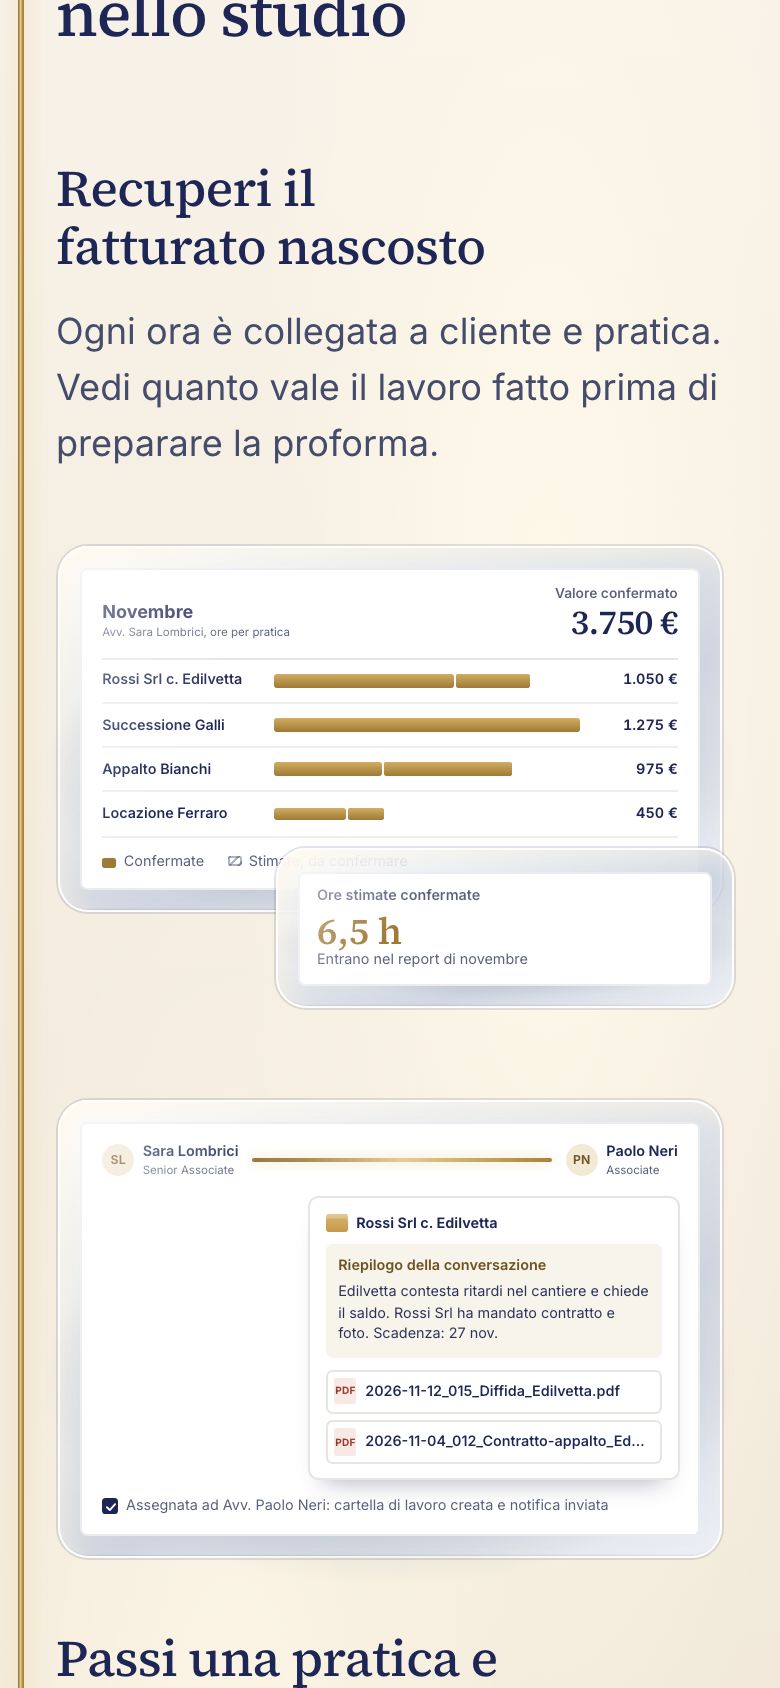 nello studio
Recuperi il
fatturato nascosto
Ogni ora è collegata a cliente e pratica.
Vedi quanto vale il lavoro fatto prima di
preparare la proforma.
Valore confermato
Novembre
3.750 €
Avv. Sara Lombrici, ore per pratica
Rossi Srl c. Edilvetta 1.050 €
Successione Galli 1.275 €
Appalto Bianchi 975 €
Locazione Ferraro 450 €
Confermate Stimate, da confermare
Ore stimate confermate
6,5 h
Entrano nel report di novembre
SL Sara Lombrici PN Paolo Neri
Senior Associate Associate
Rossi Srl c. Edilvetta
Riepilogo della conversazione
Edilvetta contesta ritardi nel cantiere e chiede
il saldo. Rossi Srl ha mandato contratto e
foto. Scadenza: 27 nov.
PDF 2026-11-12_015_Diffida_Edilvetta.pdf
PDF 2026-11-04_012_Contratto-appalto_Ed...
Assegnata ad Avv. Paolo Neri: cartella di lavoro creata e notifica inviata
Passi una pratica e